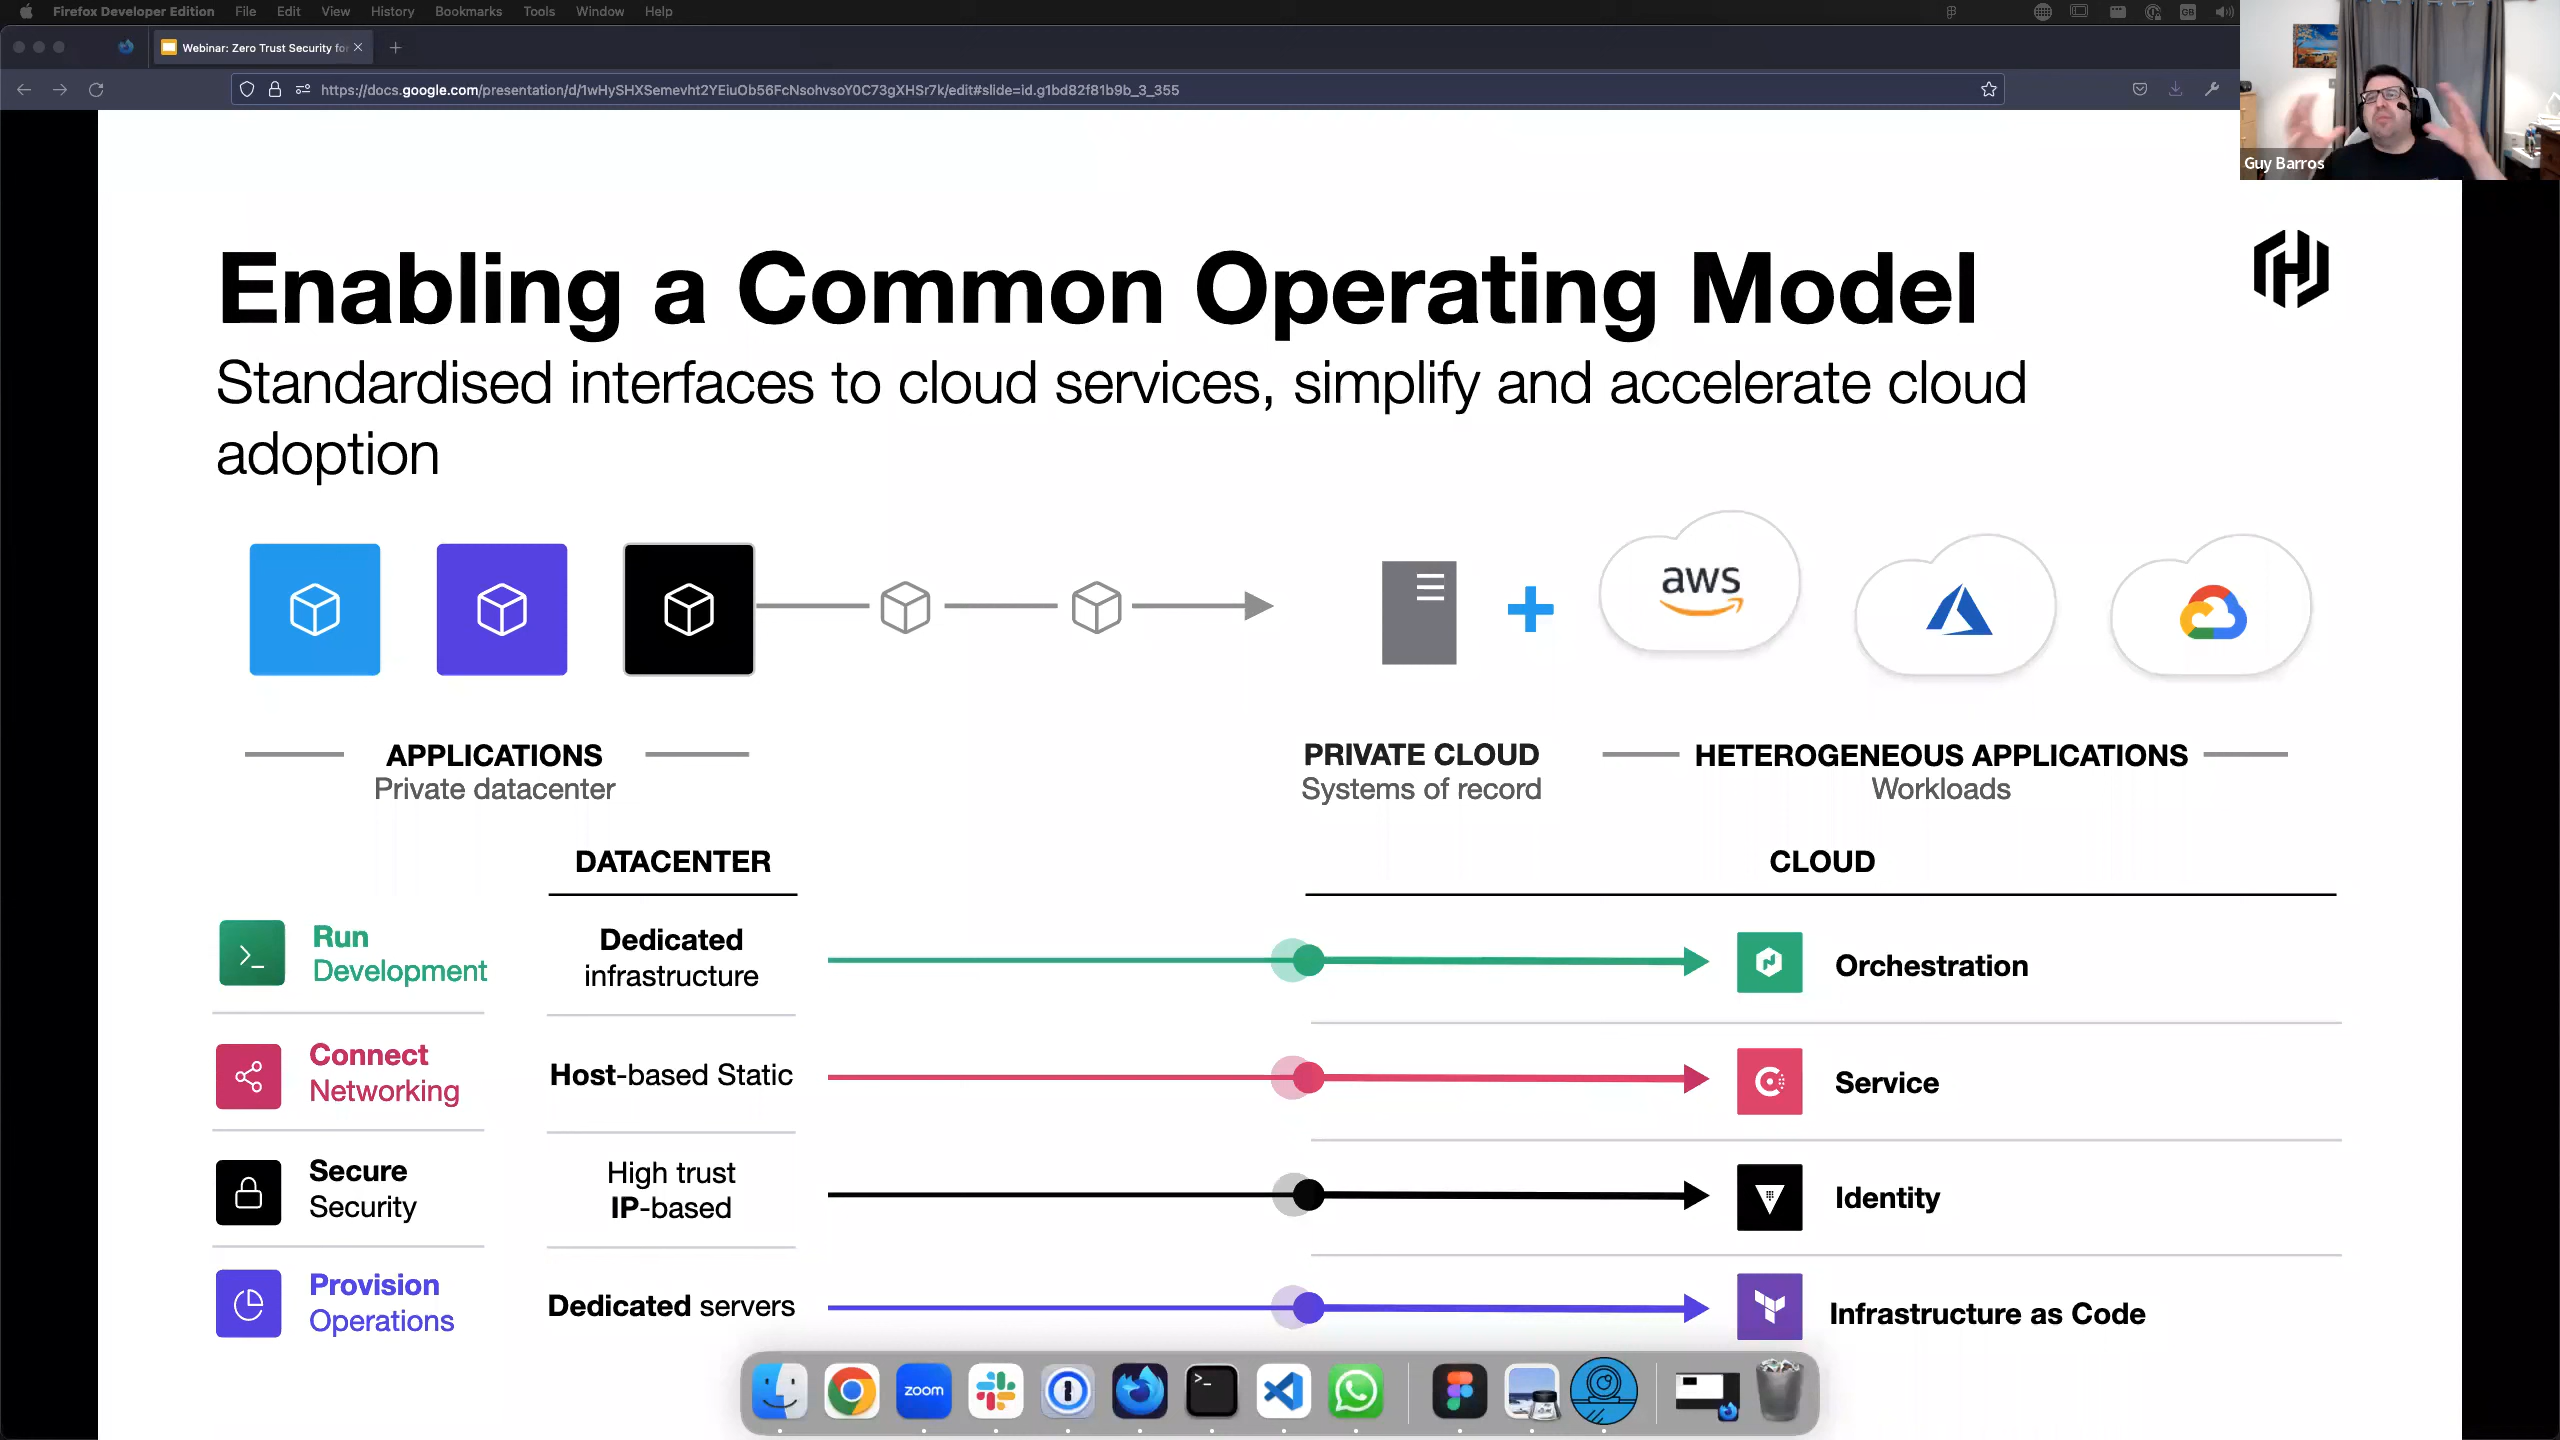 Firefox Developer Edition File Edit View History Bookmarks Tools Window Help
GB
Webinar: Zero Trust Security for
https://docs.google.com/presentation/d/1wHySHXSemevht2YEiuOb56FcNsohvsoY0C73gXHSr7k/edit#slide=id.g1bd82f81b9b_3_355
Guy Barros
Enabling a Common Operating Model
Standardised interfaces to cloud services, simplify and accelerate cloud
adoption
aws
APPLICATIONS
Private datacenter
PRIVATE CLOUD
Systems of record
HETEROGENEOUS APPLICATIONS
Workloads
DATACENTER
CLOUD
Run
Development
Dedicated
infrastructure
Orchestration
Connect
Networking
Host-based Static
Service
Secure
Security
High trust
IP-based
Identity
Provision
Operations
Dedicated servers
Infrastructure as Code
zoom